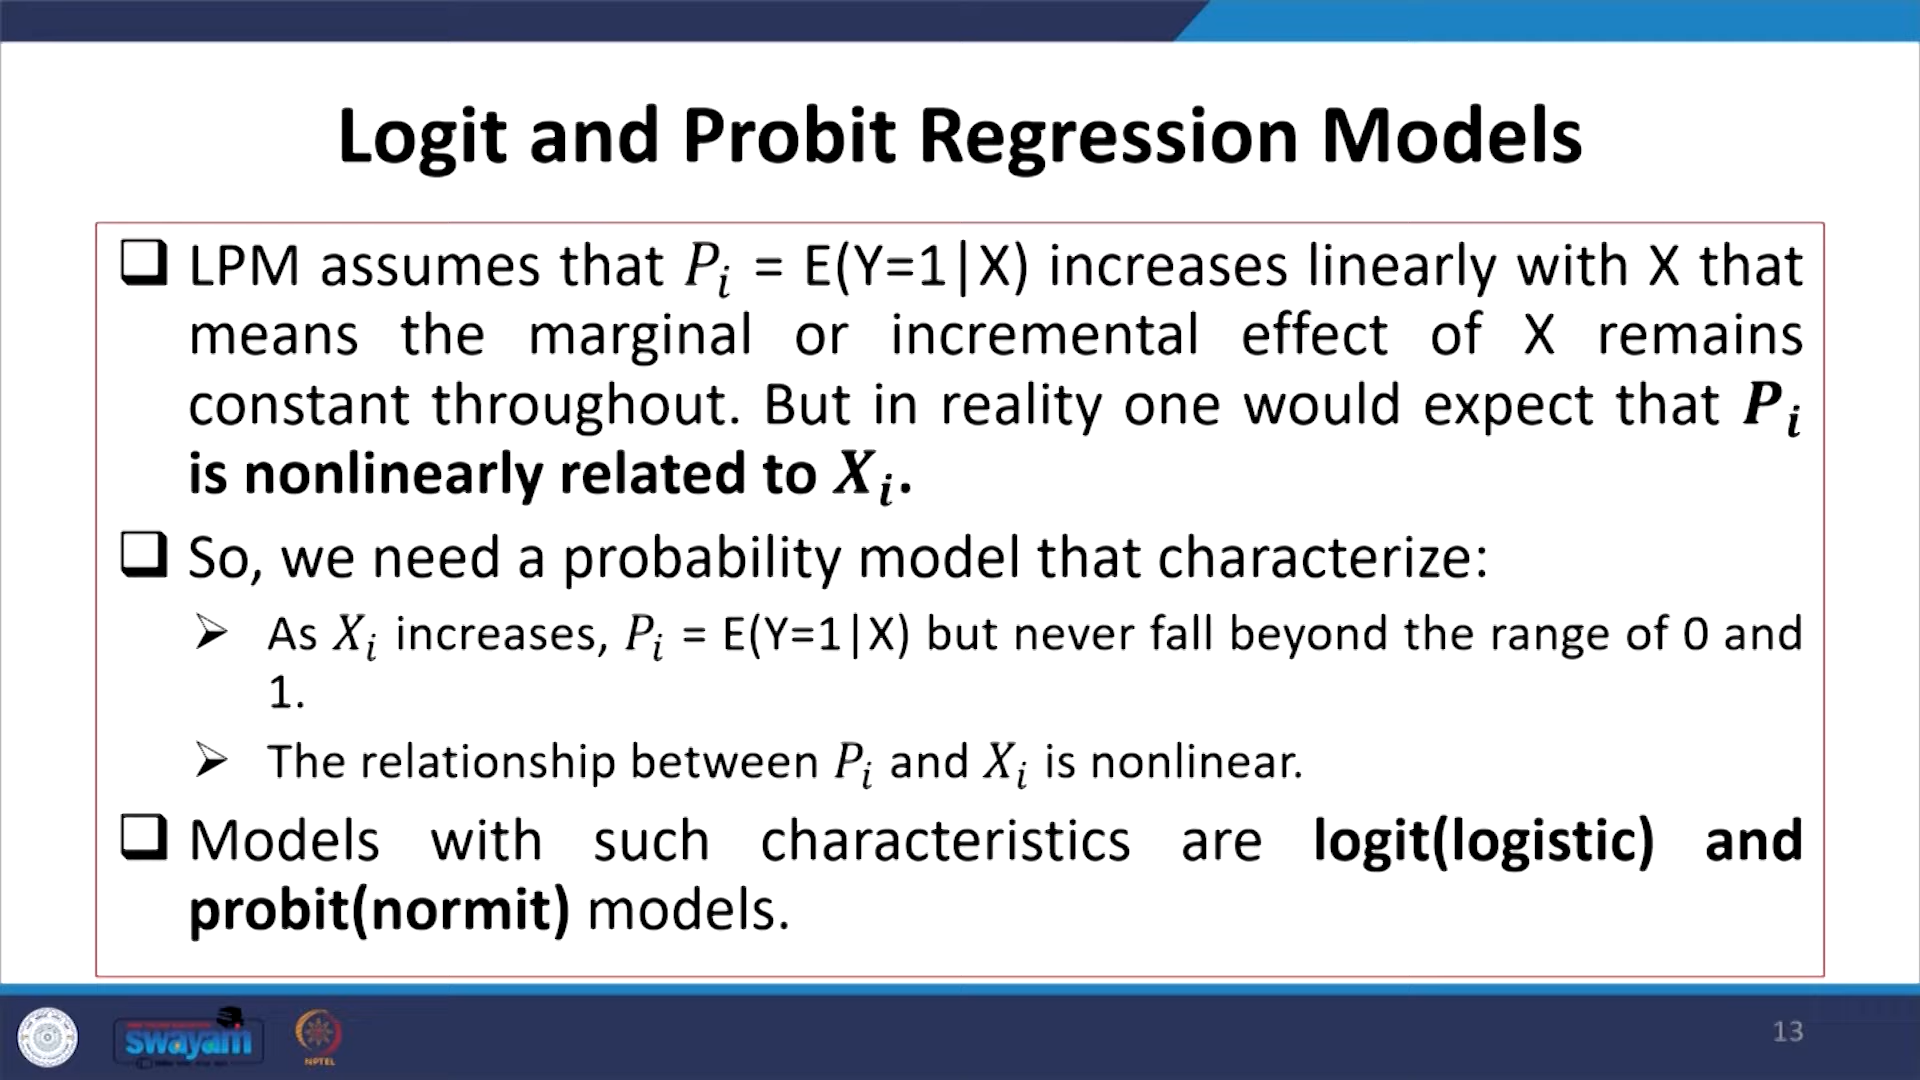 Logit and Probit Regression Models
❑ LPM assumes that Pᵢ = E(Y=1|X) increases linearly with X that
means the marginal or incremental effect of X remains
constant throughout. But in reality one would expect that Pᵢ
is nonlinearly related to Xᵢ.
❑ So, we need a probability model that characterize:
➢ As Xᵢ increases, Pᵢ = E(Y=1|X) but never fall beyond the range of 0 and
1.
➢ The relationship between Pᵢ and Xᵢ is nonlinear.
❑ Models with such characteristics are logit(logistic) and
probit(normit) models.
swayam
NPTEL
13